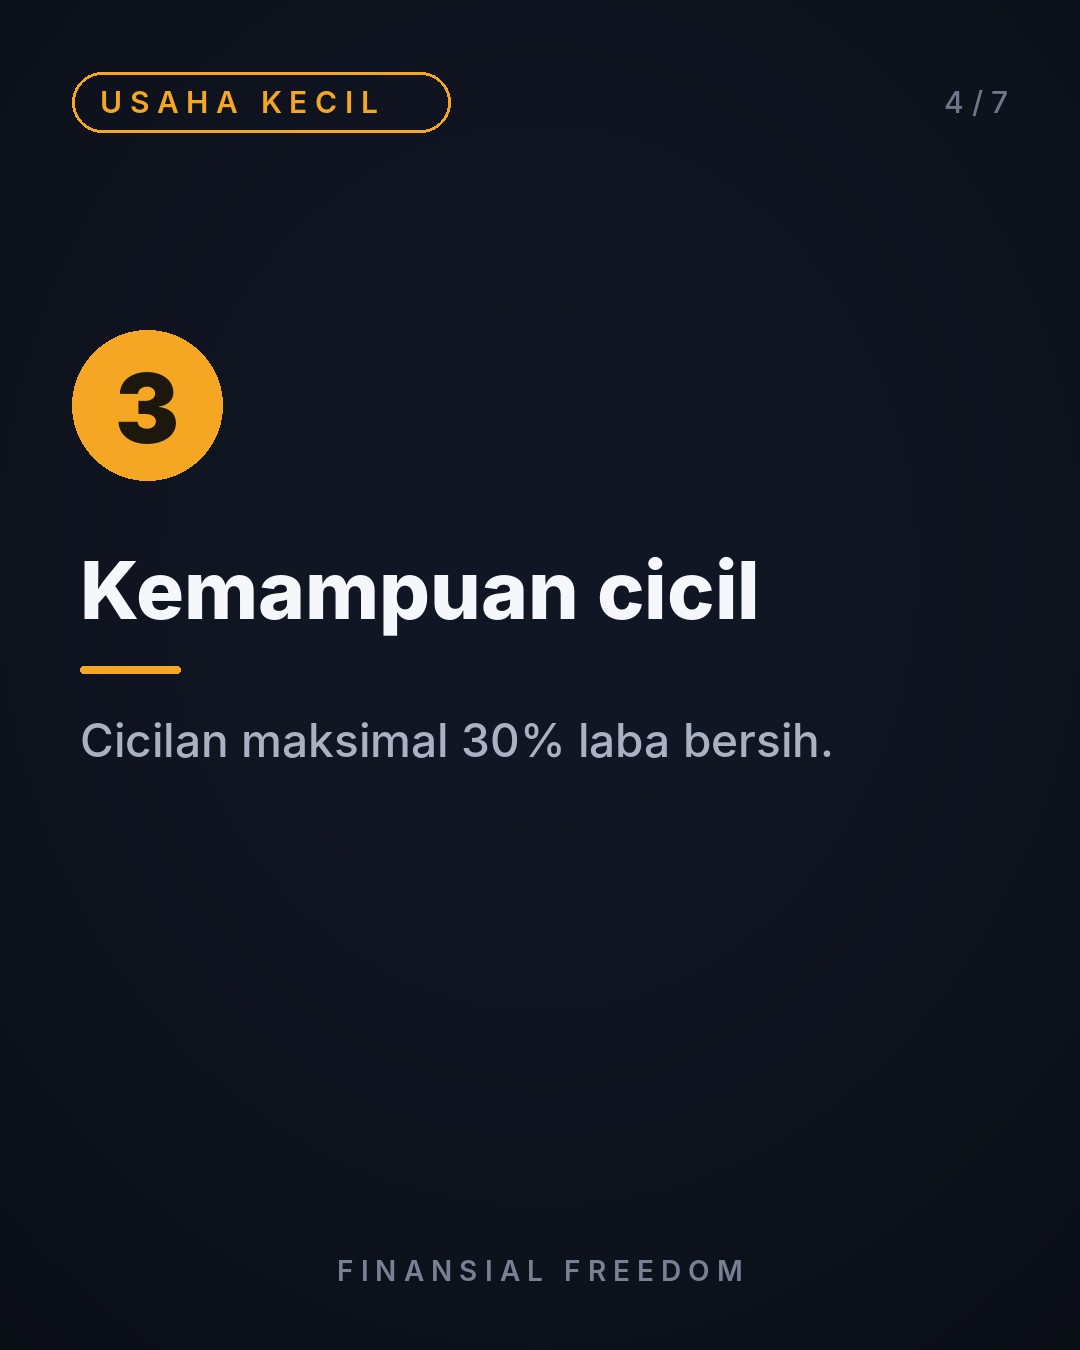 USAHA KECIL
4/7
3
Kemampuan cicil
Cicilan maksimal 30% laba bersih.
FINANSIAL FREEDOM